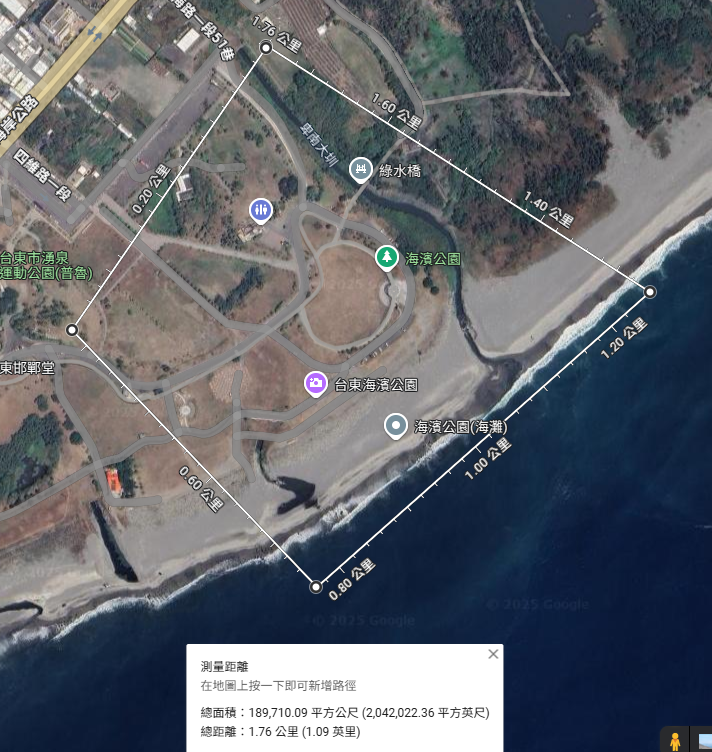 海路一段51巷
1.76 公里
海岸公路
1.60 公里
卑南大圳
綠水橋
四維路一段
0.20 公里
1.40 公里
台東市湧泉
運動公園(普魯)
海濱公園
1.20 公里
東邯鄲堂
台東海濱公園
海濱公園(海灘)
1.00 公里
0.60 公里
0.80 公里
© 2025 Google
© 2025 Google
測量距離
在地圖上按一下即可新增路徑
總面積：189,710.09 平方公尺 (2,042,022.36 平方英尺)
總距離：1.76 公里 (1.09 英里)